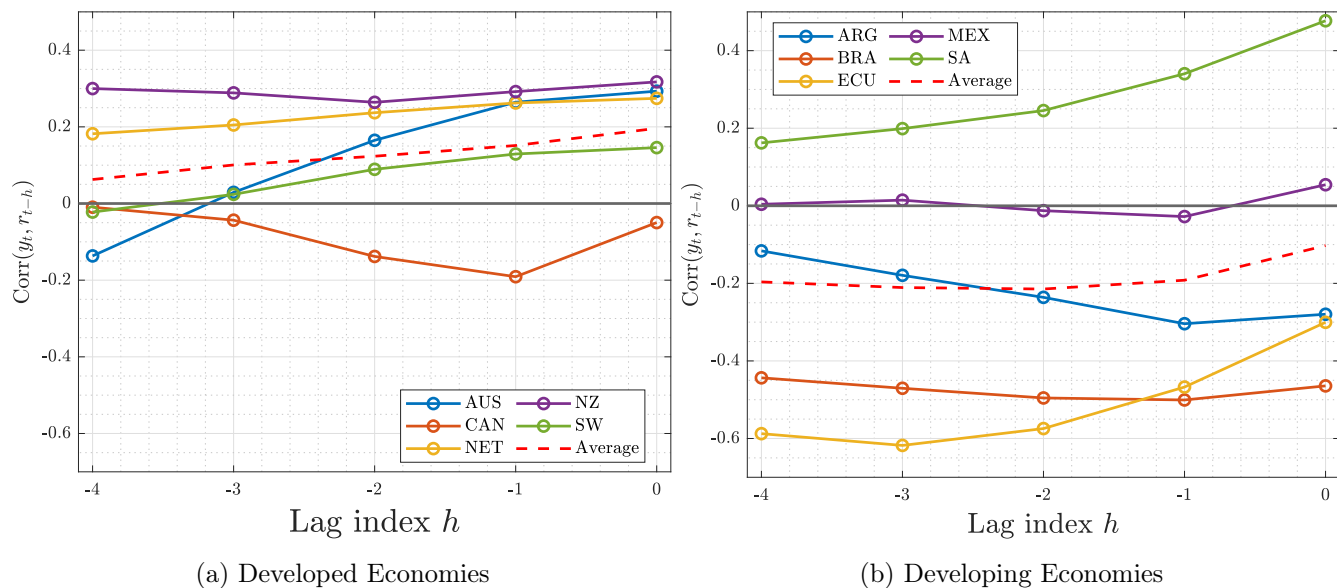 0.4
0.2
0
-0.2
-0.4
-0.6
Corr(y_t, r_{t−h})
AUS
CAN
NET
NZ
SW
Average
-4
-3
-2
-1
0
Lag index h
(a) Developed Economies
0.4
0.2
0
-0.2
-0.4
-0.6
Corr(y_t, r_{t−h})
ARG
BRA
ECU
MEX
SA
Average
-4
-3
-2
-1
0
Lag index h
(b) Developing Economies